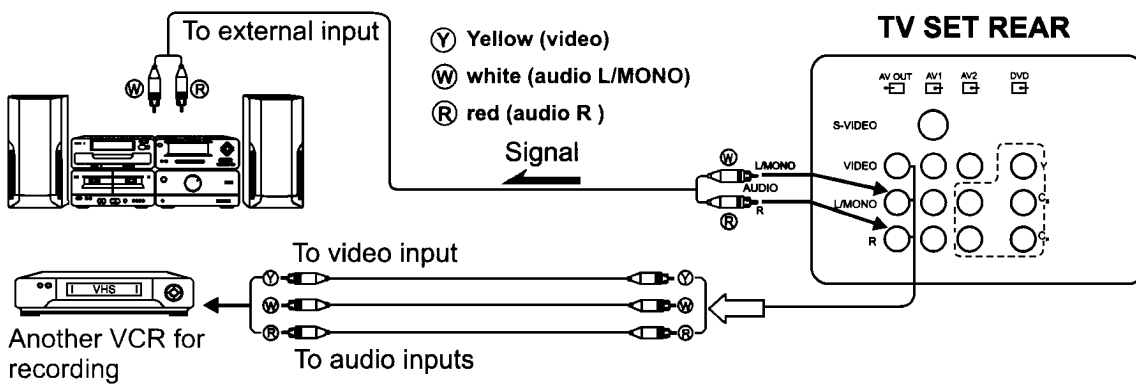 To external input
Ⓨ Yellow (video)
Ⓦ white (audio L/MONO)
Ⓡ red (audio R )
Signal
Ⓦ Ⓡ
TV SET REAR
AV OUT AV1 AV2 DVD
S-VIDEO
VIDEO
L/MONO
R
Y
C
C
Ⓦ
L/MONO
AUDIO
R
Ⓡ
To video input
Ⓨ Ⓨ
Ⓦ Ⓦ
Ⓡ Ⓡ
To audio inputs
VHS
Another VCR for
recording